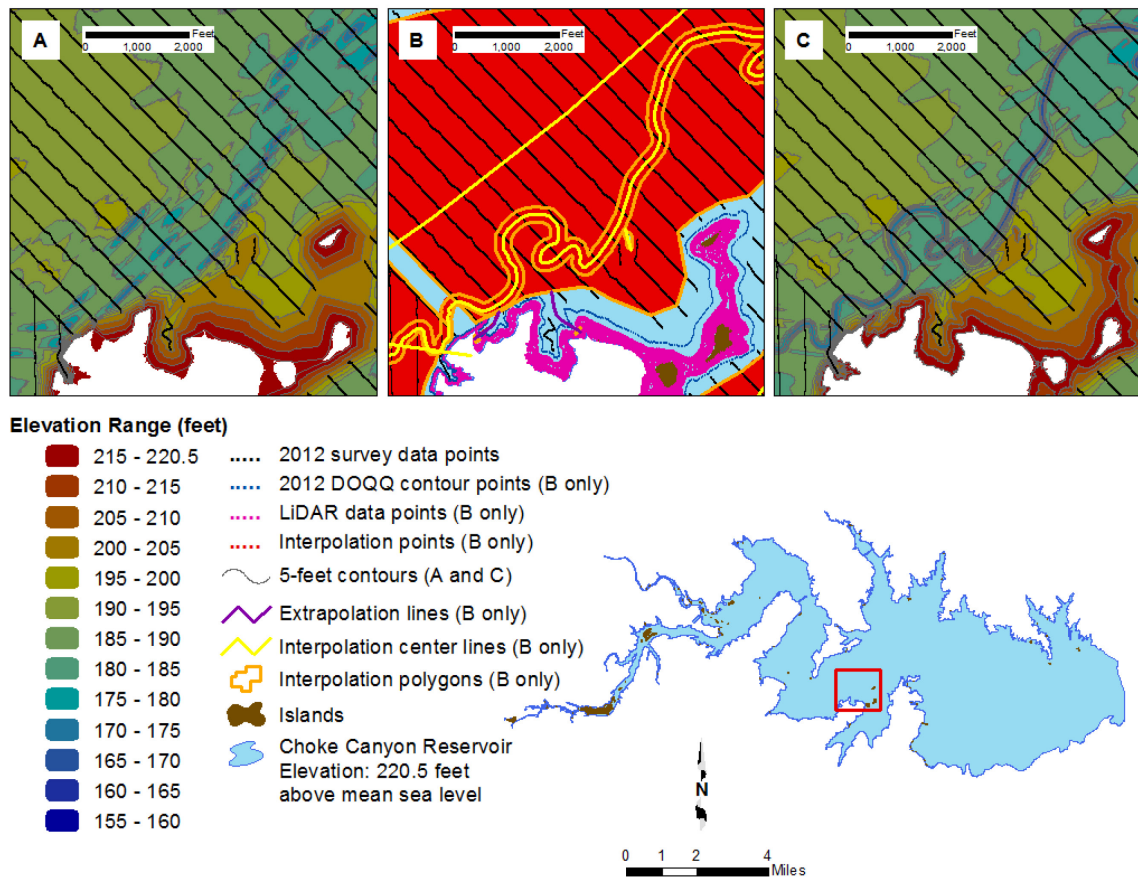 A
Feet
0 1,000 2,000
B
Feet
0 1,000 2,000
C
Feet
0 1,000 2,000
Elevation Range (feet)
215 - 220.5
210 - 215
205 - 210
200 - 205
195 - 200
190 - 195
185 - 190
180 - 185
175 - 180
170 - 175
165 - 170
160 - 165
155 - 160
2012 survey data points
2012 DOQQ contour points (B only)
LiDAR data points (B only)
Interpolation points (B only)
5-feet contours (A and C)
Extrapolation lines (B only)
Interpolation center lines (B only)
Interpolation polygons (B only)
Islands
Choke Canyon Reservoir
Elevation: 220.5 feet
above mean sea level
N
0 1 2 4
Miles